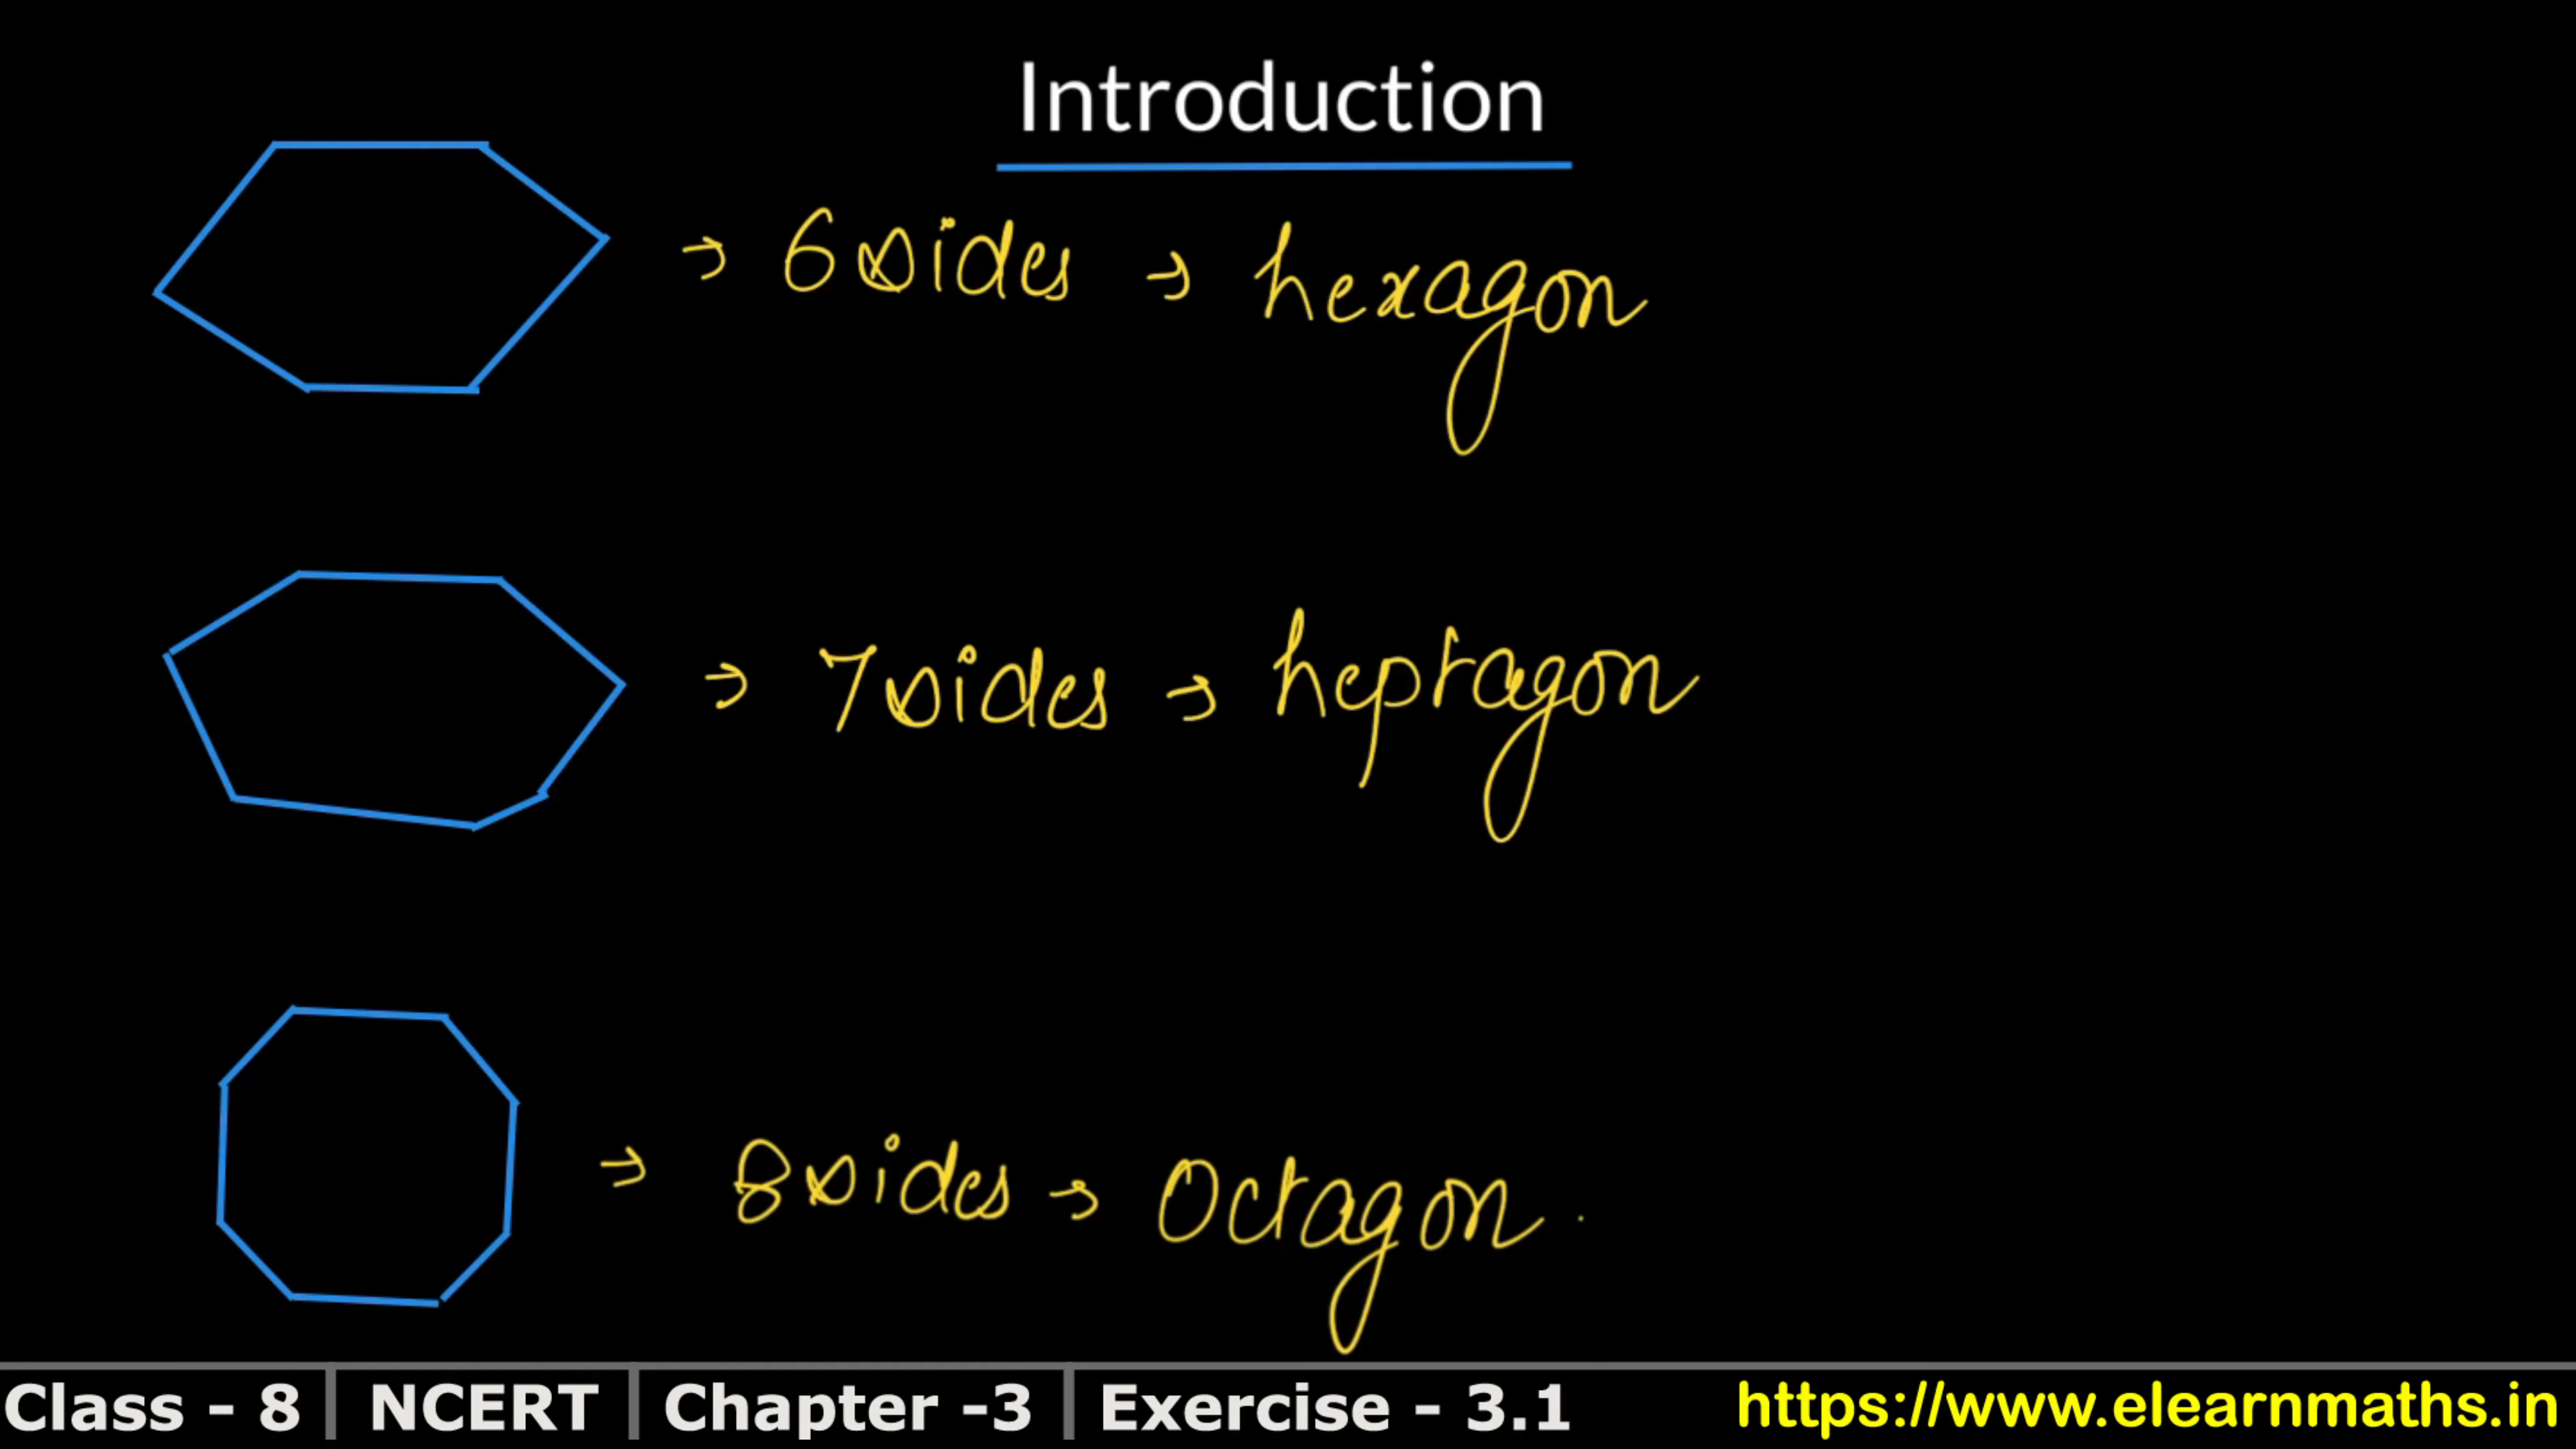 Introduction
→ 6 sides → hexagon
→ 7 sides → heptagon
→ 8 sides → Octagon.
Class - 8 | NCERT | Chapter -3 | Exercise - 3.1 https://www.elearnmaths.in